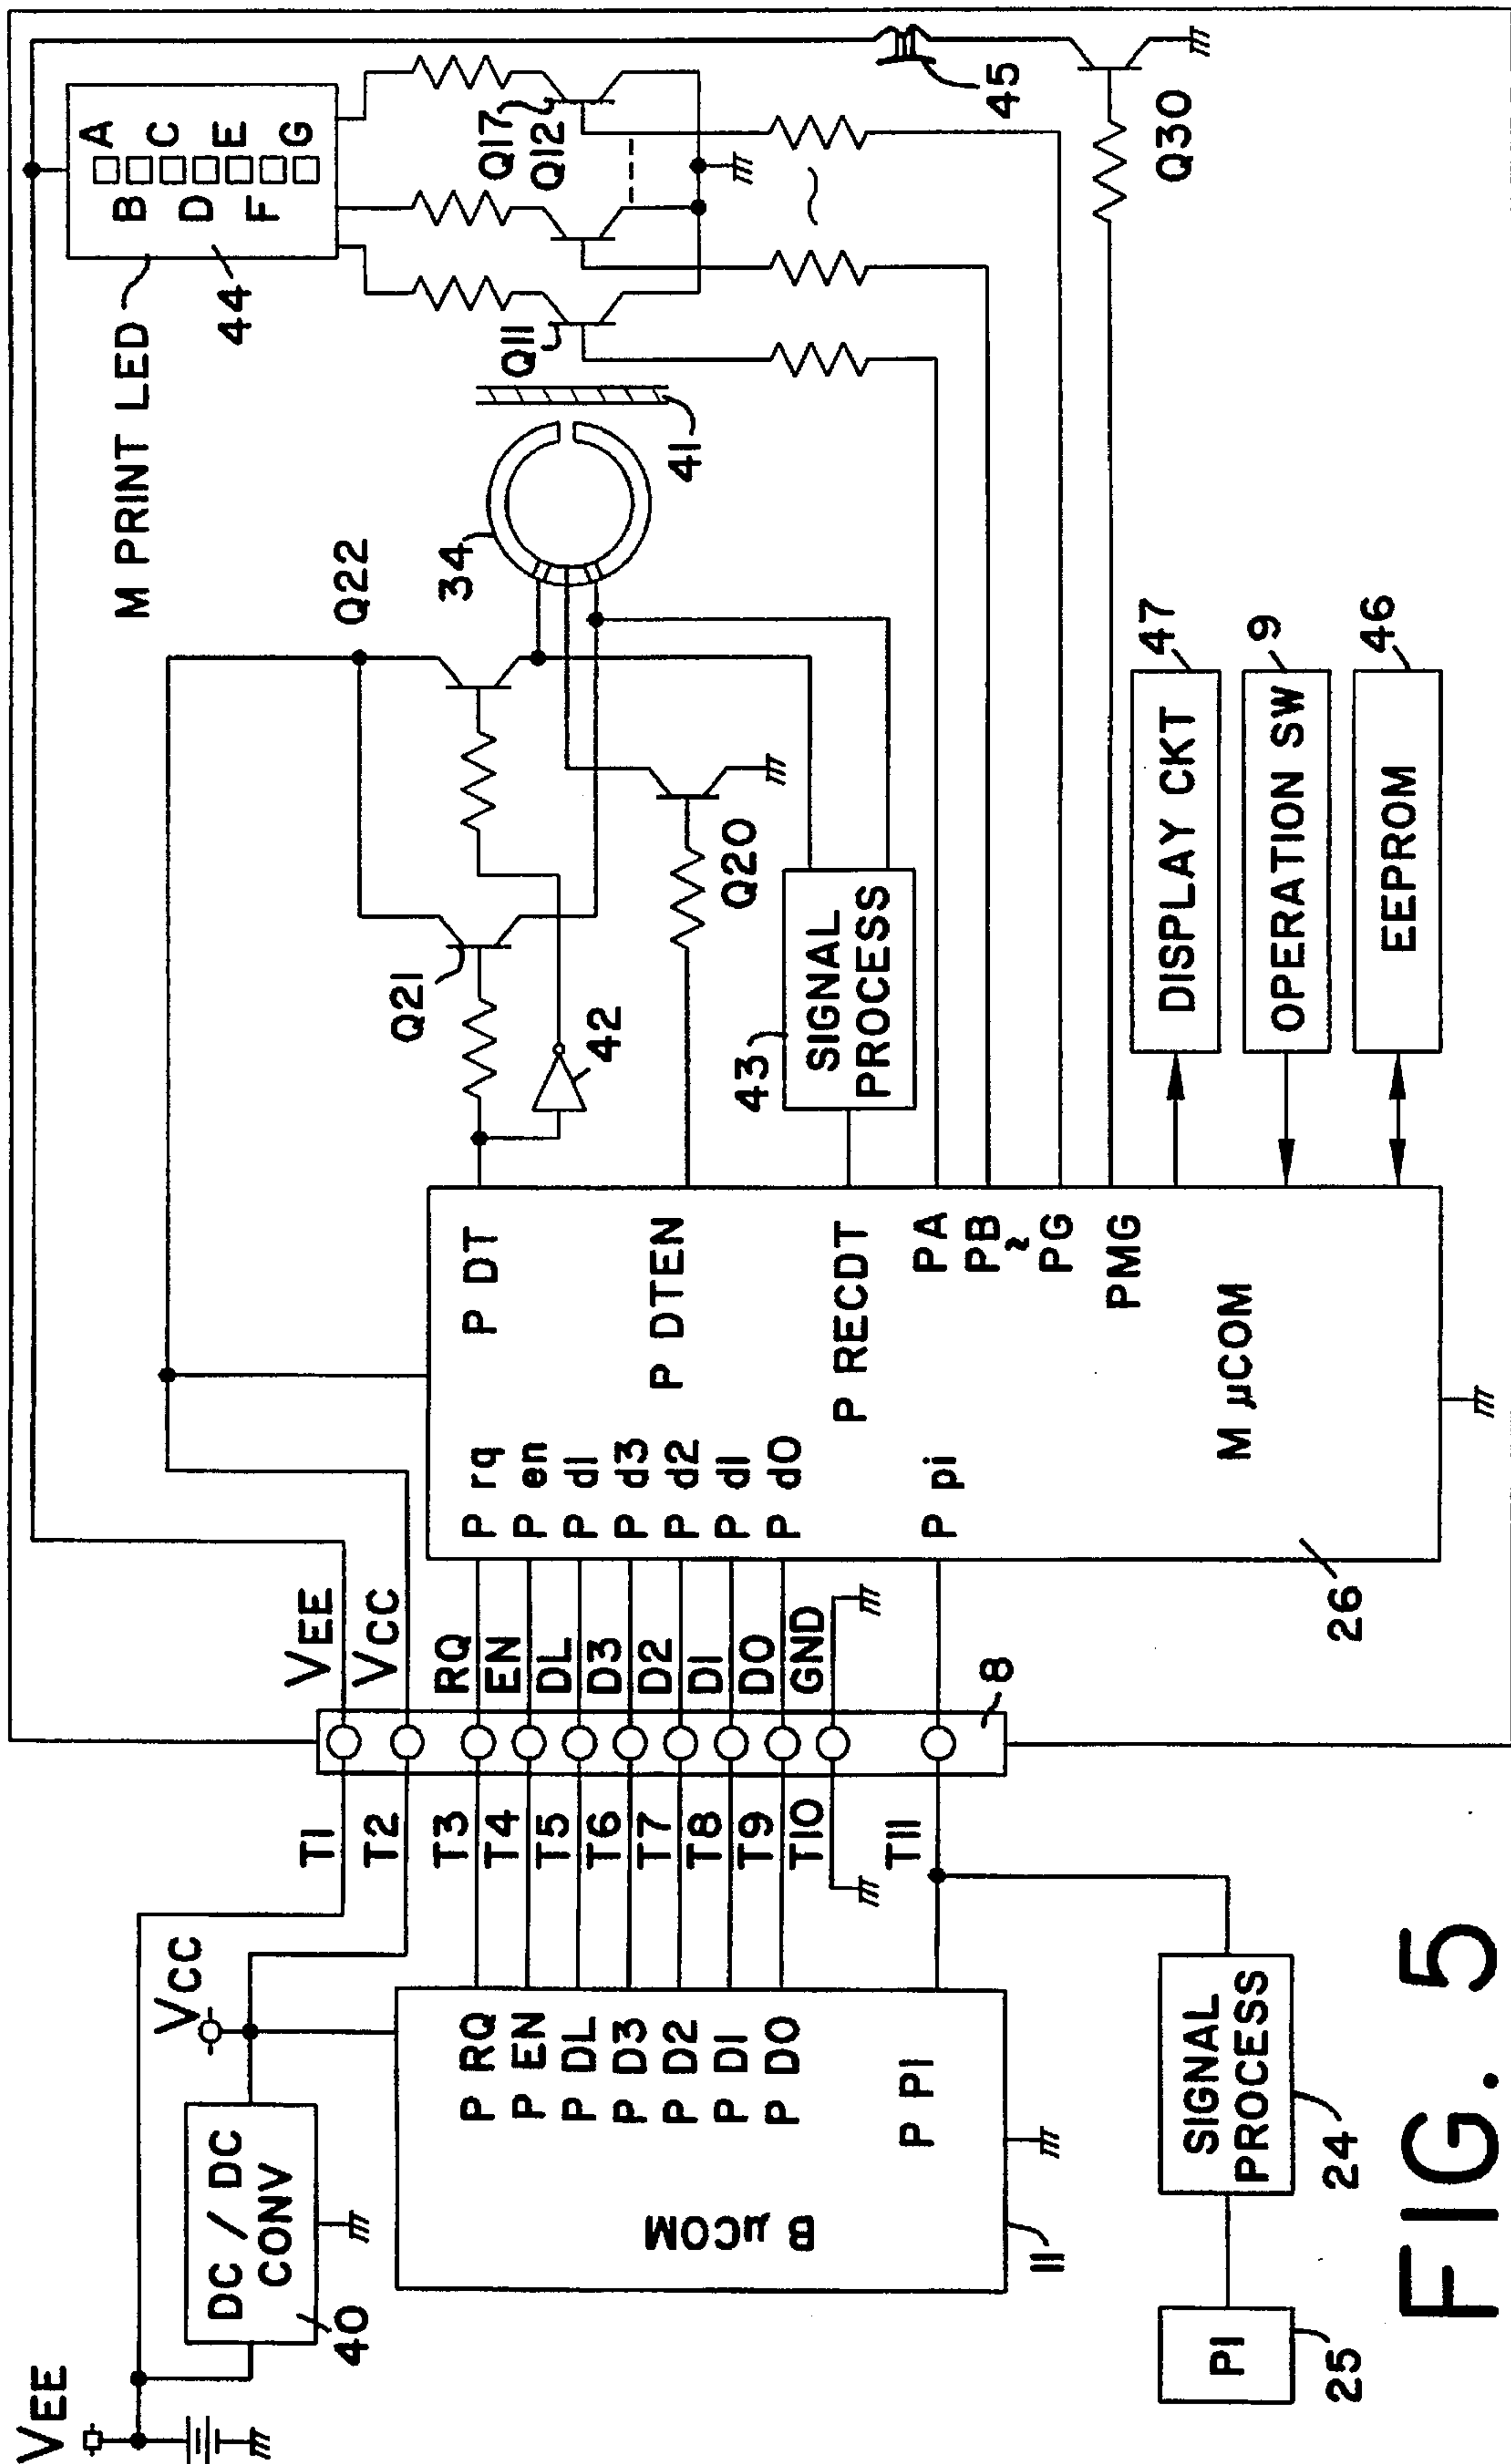 VEE
DC / DC
CONV
40
VCC
T1
T2
T3
T4
T5
T6
T7
T8
T9
T10
T11
P RQ
P EN
P DL
P D3
P D2
P D1
P D0
P PI
B μCOM
11
PI
25
SIGNAL
PROCESS
24
VEE
VCC
RQ
EN
DL
D3
D2
D1
D0
GND
8
P rq
P en
P dl
P d3
P d2
P d1
P d0
P pi
P DT
P DTEN
P RECDT
PA
PB
~
PG
PMG
M μCOM
26
Q21
42
Q22
Q20
43
SIGNAL
PROCESS
34
41
M PRINT LED
44
A
B
C
D
E
F
G
Q11
Q17
Q12
~
45
Q30
DISPLAY CKT
47
OPERATION SW
9
EEPROM
46
FIG. 5